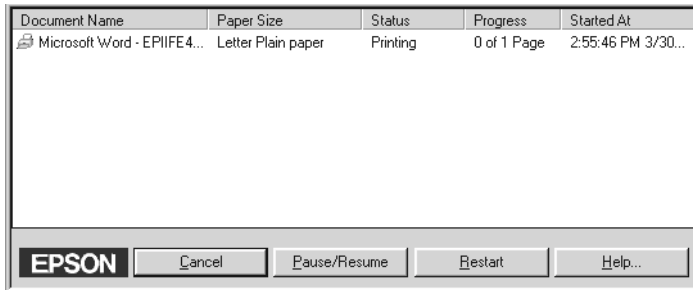 Document Name Paper Size Status Progress Started At
Microsoft Word - EPIIFE4... Letter Plain paper Printing 0 of 1 Page 2:55:46 PM 3/30...
EPSON Cancel Pause/Resume Restart Help...